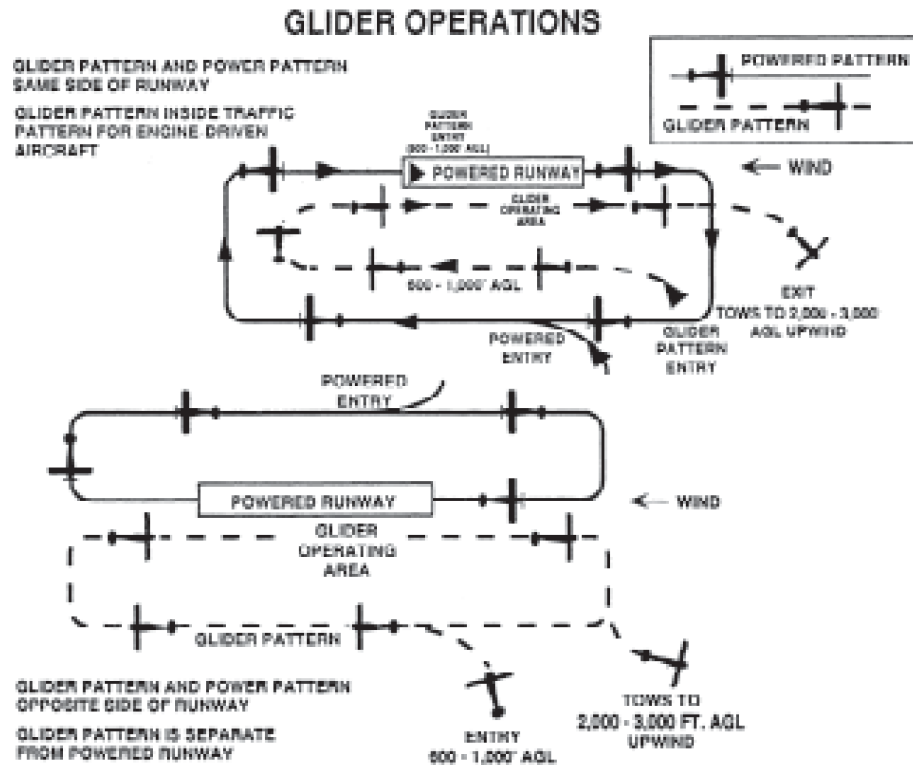 GLIDER OPERATIONS
GLIDER PATTERN AND POWER PATTERN
SAME SIDE OF RUNWAY
GLIDER PATTERN INSIDE TRAFFIC
PATTERN FOR ENGINE-DRIVEN
AIRCRAFT
POWERED PATTERN
GLIDER PATTERN
GLIDER
PATTERN
ENTRY
(600 - 1,000' AGL)
POWERED RUNWAY
WIND
GLIDER
OPERATING
AREA
600 - 1,000' AGL
EXIT
TOWS TO 2,000 - 3,000
AGL UPWIND
POWERED
ENTRY
GLIDER
PATTERN
ENTRY
POWERED
ENTRY
POWERED RUNWAY
WIND
GLIDER
OPERATING
AREA
GLIDER PATTERN
GLIDER PATTERN AND POWER PATTERN
OPPOSITE SIDE OF RUNWAY
GLIDER PATTERN IS SEPARATE
FROM POWERED RUNWAY
ENTRY
600 - 1,000' AGL
TOWS TO
2,000 - 3,000 FT. AGL
UPWIND